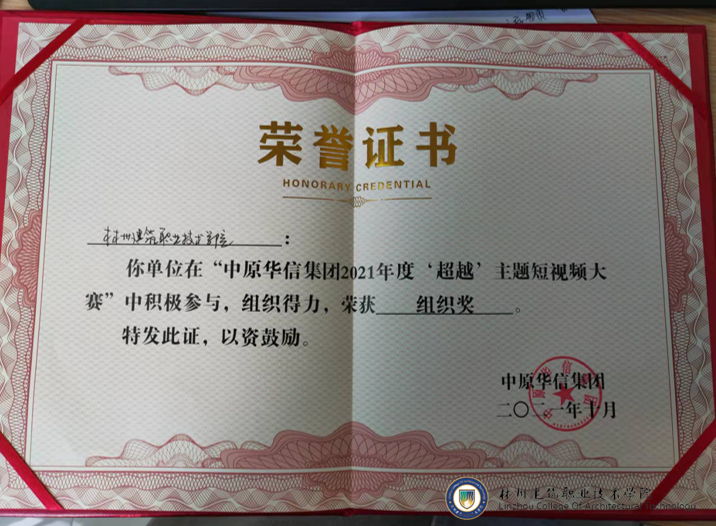 荣誉证书
HONORARY CREDENTIAL
林州建筑职业技术学院:
你单位在“中原华信集团2021年度‘超越’主题短视频大
赛”中积极参与,组织得力,荣获 组织奖 。
特发此证,以资鼓励。
中原华信集团
二〇二一年十月
林州建筑职业技术学院
Linzhou College Of Architectural Technology